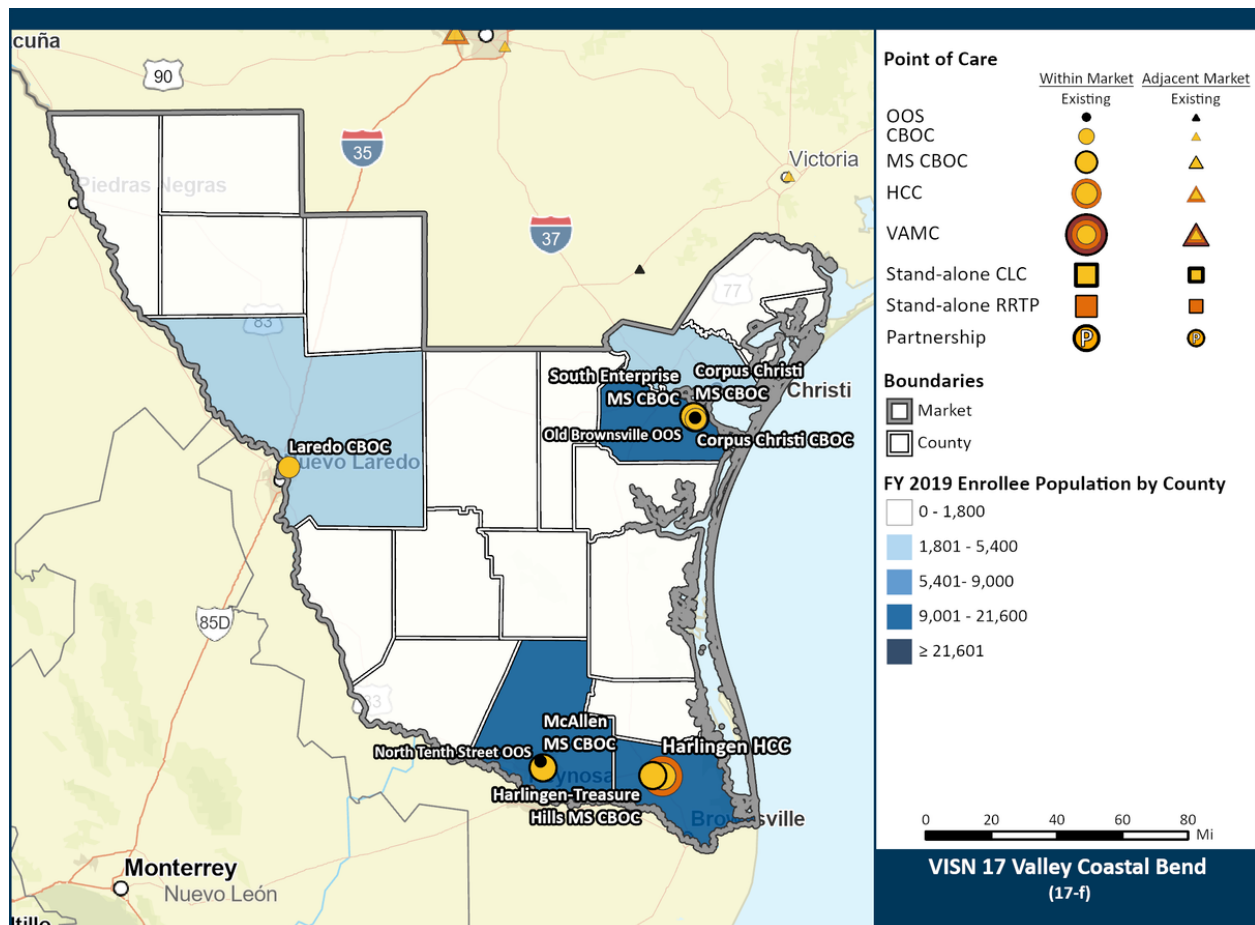 cuña
90
35
Victoria
Piedras Negras
37
77
83
South Enterprise
MS CBOC
Corpus Christi
MS CBOC
Christi
Old Brownsville OOS
Corpus Christi CBOC
Laredo CBOC
uevo Laredo
85D
83
McAllen
MS CBOC
North Tenth Street OOS
Harlingen HCC
ynosa
Harlingen-Treasure
Hills MS CBOC
Brownsville
Monterrey
Nuevo León
ltillo
Point of Care
Within Market Adjacent Market
Existing Existing
OOS
CBOC
MS CBOC
HCC
VAMC
Stand-alone CLC
Stand-alone RRTP
Partnership P P
Boundaries
Market
County
FY 2019 Enrollee Population by County
0 - 1,800
1,801 - 5,400
5,401- 9,000
9,001 - 21,600
≥ 21,601
0 20 40 60 80
Mi
VISN 17 Valley Coastal Bend
(17-f)